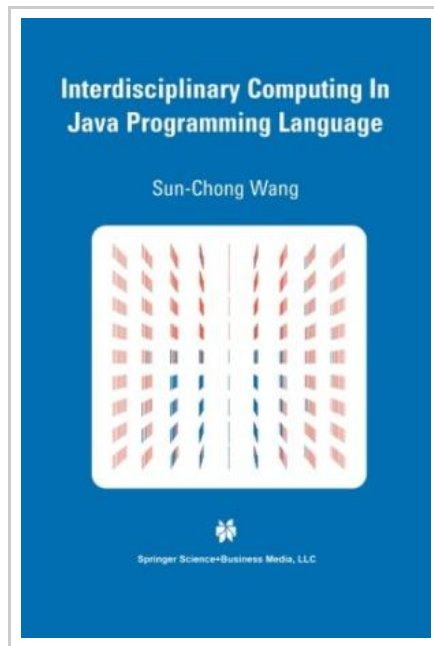 Interdisciplinary Computing In
Java Programming Language
Sun-Chong Wang
Springer Science+Business Media, LLC